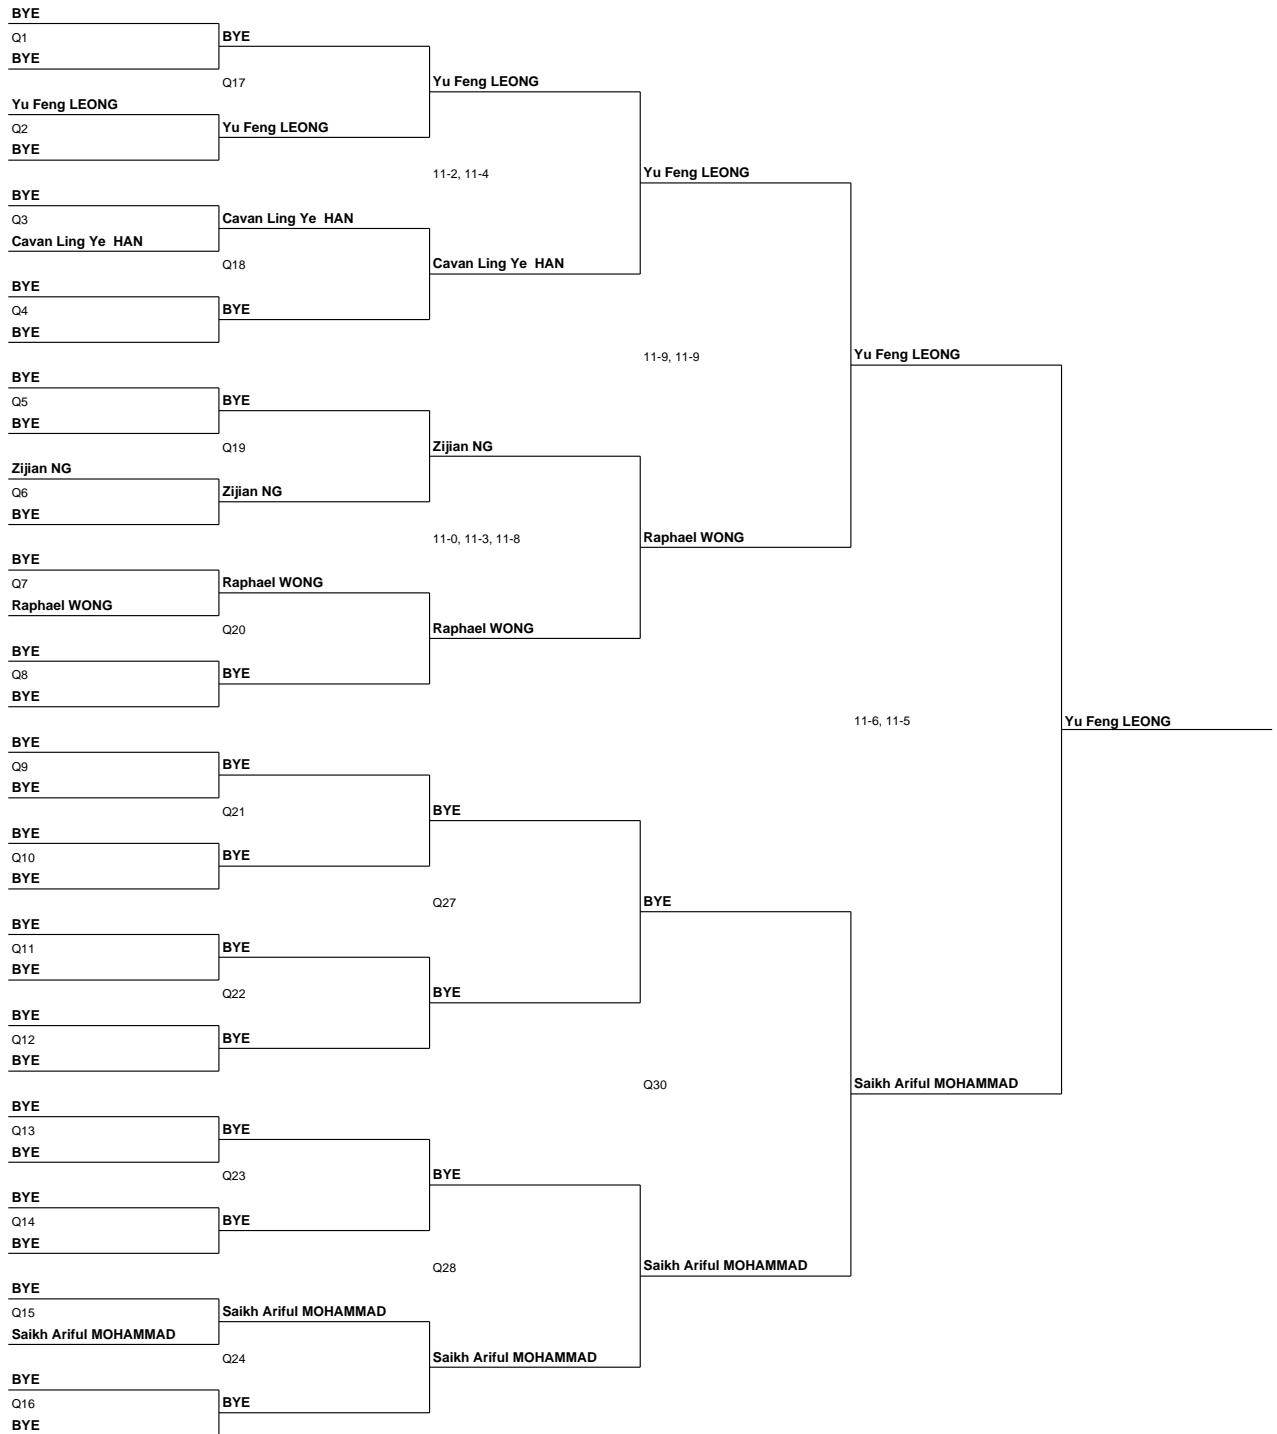 BYE
Q1
BYE
BYE
Q17
Yu Feng LEONG
Yu Feng LEONG
Q2
Yu Feng LEONG
BYE
11-2, 11-4
Yu Feng LEONG
BYE
Q3
Cavan Ling Ye  HAN
Cavan Ling Ye  HAN
Q18
Cavan Ling Ye  HAN
BYE
Q4
BYE
BYE
11-9, 11-9
Yu Feng LEONG
BYE
Q5
BYE
BYE
Q19
Zijian NG
Zijian NG
Q6
Zijian NG
BYE
11-0, 11-3, 11-8
Raphael WONG
BYE
Q7
Raphael WONG
Raphael WONG
Q20
Raphael WONG
BYE
Q8
BYE
BYE
11-6, 11-5
Yu Feng LEONG
BYE
Q9
BYE
BYE
Q21
BYE
BYE
Q10
BYE
BYE
Q27
BYE
BYE
Q11
BYE
BYE
Q22
BYE
BYE
Q12
BYE
BYE
Q30
Saikh Ariful MOHAMMAD
BYE
Q13
BYE
BYE
Q23
BYE
BYE
Q14
BYE
BYE
Q28
Saikh Ariful MOHAMMAD
BYE
Q15
Saikh Ariful MOHAMMAD
Saikh Ariful MOHAMMAD
Q24
Saikh Ariful MOHAMMAD
BYE
Q16
BYE
BYE